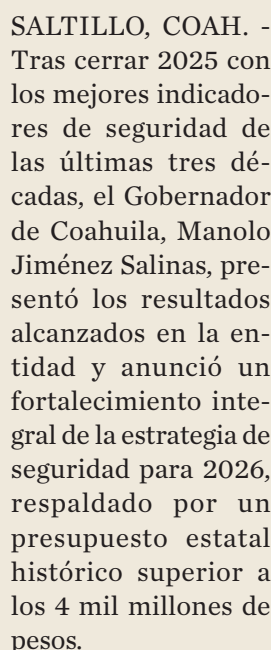 SALTILLO, COAH. -
Tras cerrar 2025 con
los mejores indicado-
res de seguridad de
las últimas tres dé-
cadas, el Gobernador
de Coahuila, Manolo
Jiménez Salinas, pre-
sentó los resultados
alcanzados en la en-
tidad y anunció un
fortalecimiento inte-
gral de la estrategia de
seguridad para 2026,
respaldado por un
presupuesto estatal
histórico superior a
los 4 mil millones de
pesos.